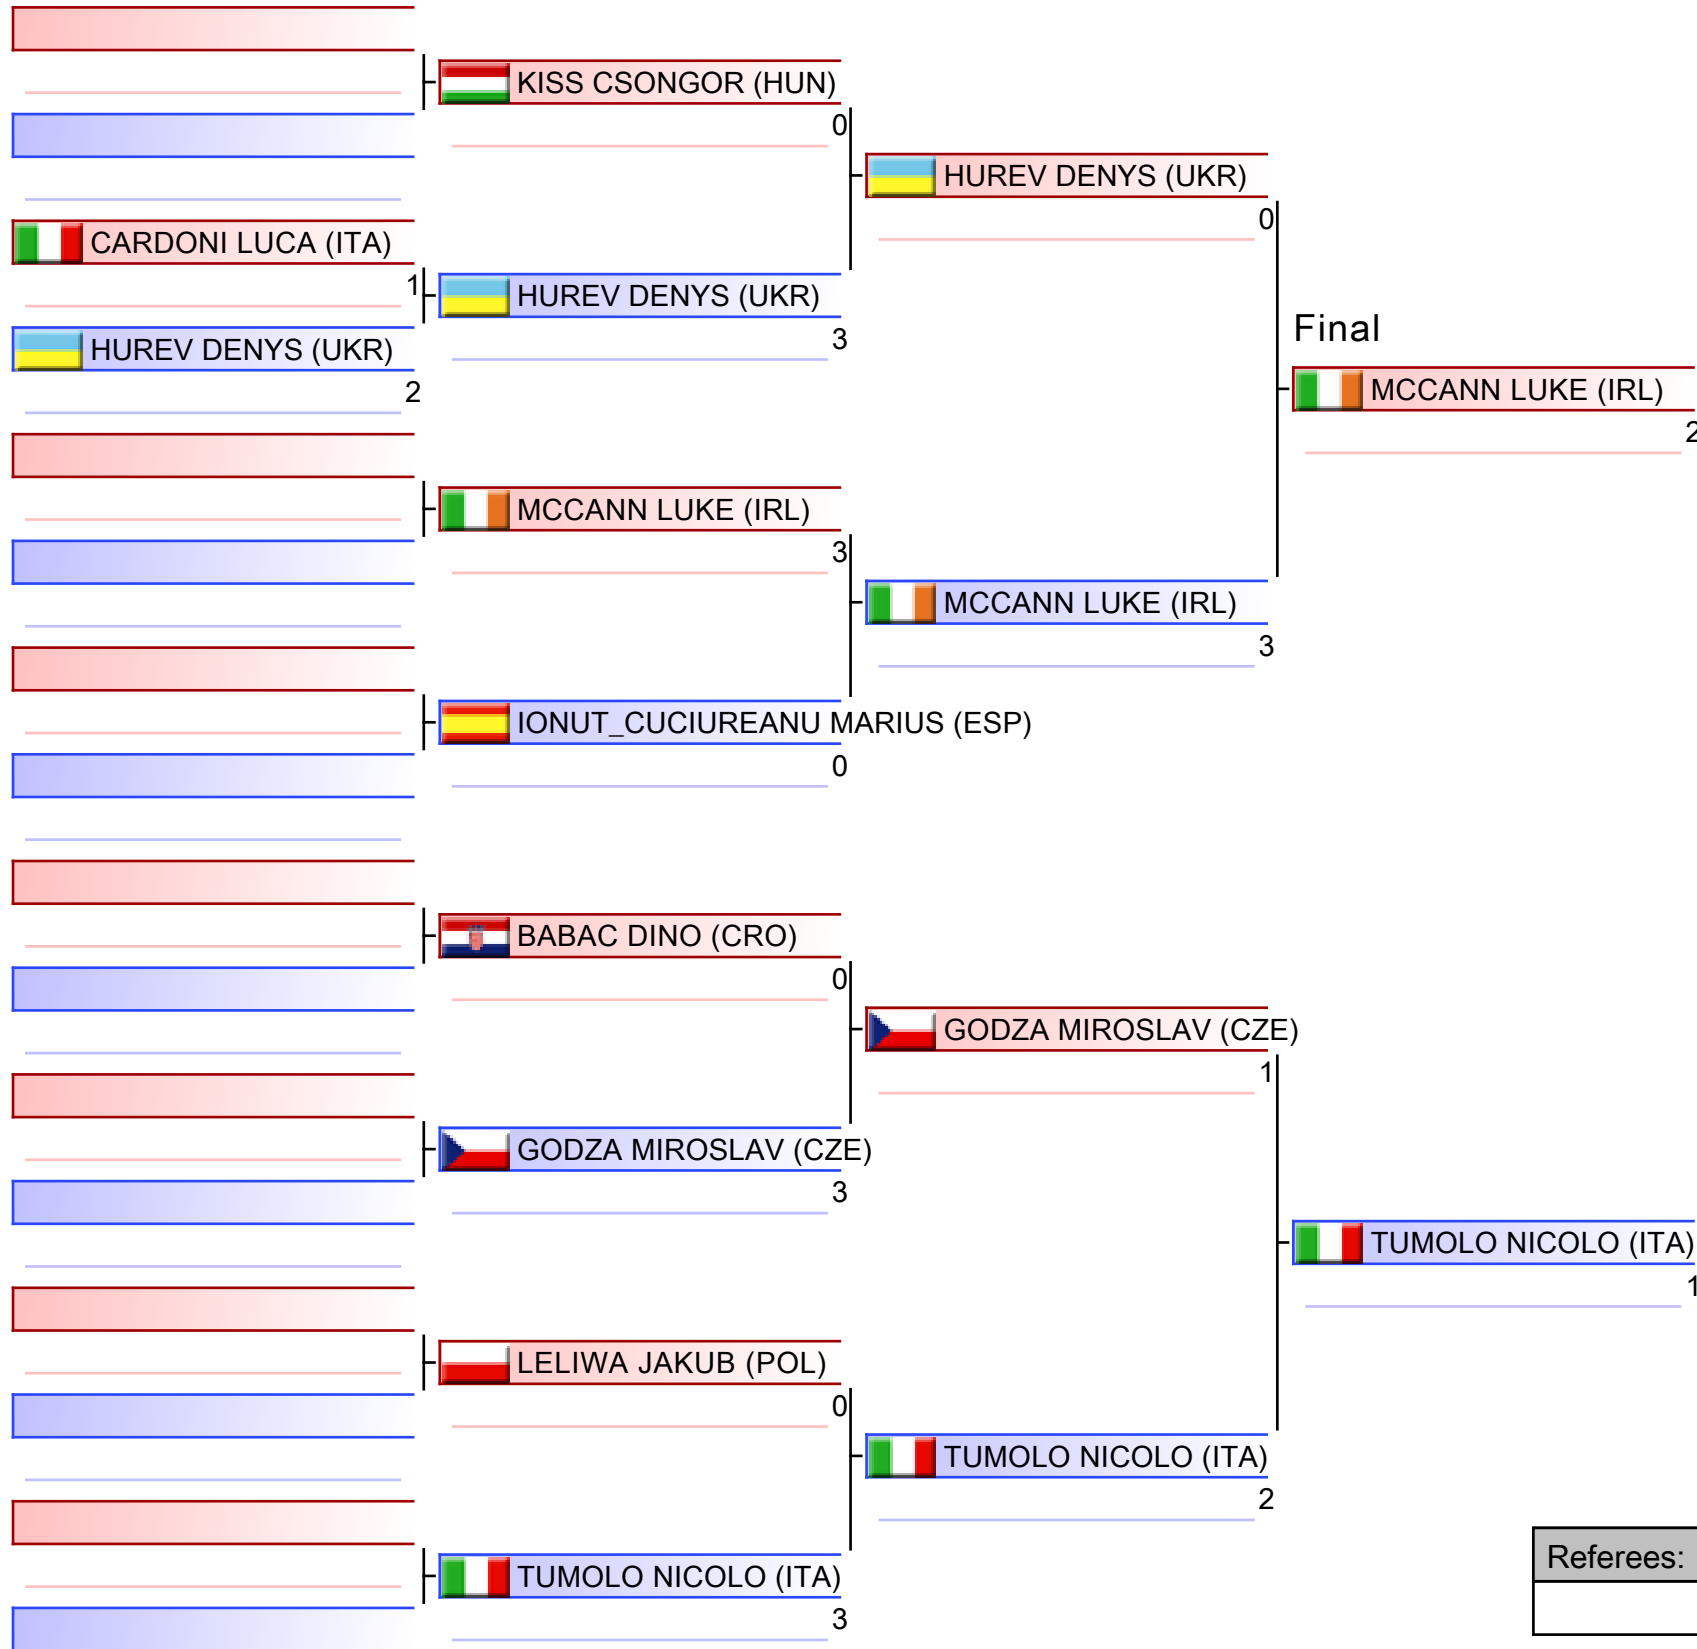 KISS CSONGOR (HUN)
0
HUREV DENYS (UKR)
0
CARDONI LUCA (ITA)
1
HUREV DENYS (UKR)
3
HUREV DENYS (UKR)
2
Final
MCCANN LUKE (IRL)
2
MCCANN LUKE (IRL)
3
MCCANN LUKE (IRL)
3
IONUT_CUCIUREANU MARIUS (ESP)
0
BABAC DINO (CRO)
0
GODZA MIROSLAV (CZE)
1
GODZA MIROSLAV (CZE)
3
TUMOLO NICOLO (ITA)
1
LELIWA JAKUB (POL)
0
TUMOLO NICOLO (ITA)
2
TUMOLO NICOLO (ITA)
3
Referees: